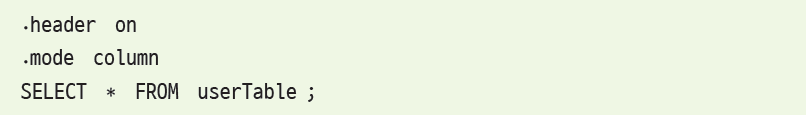 .header on
.mode column
SELECT * FROM userTable ;